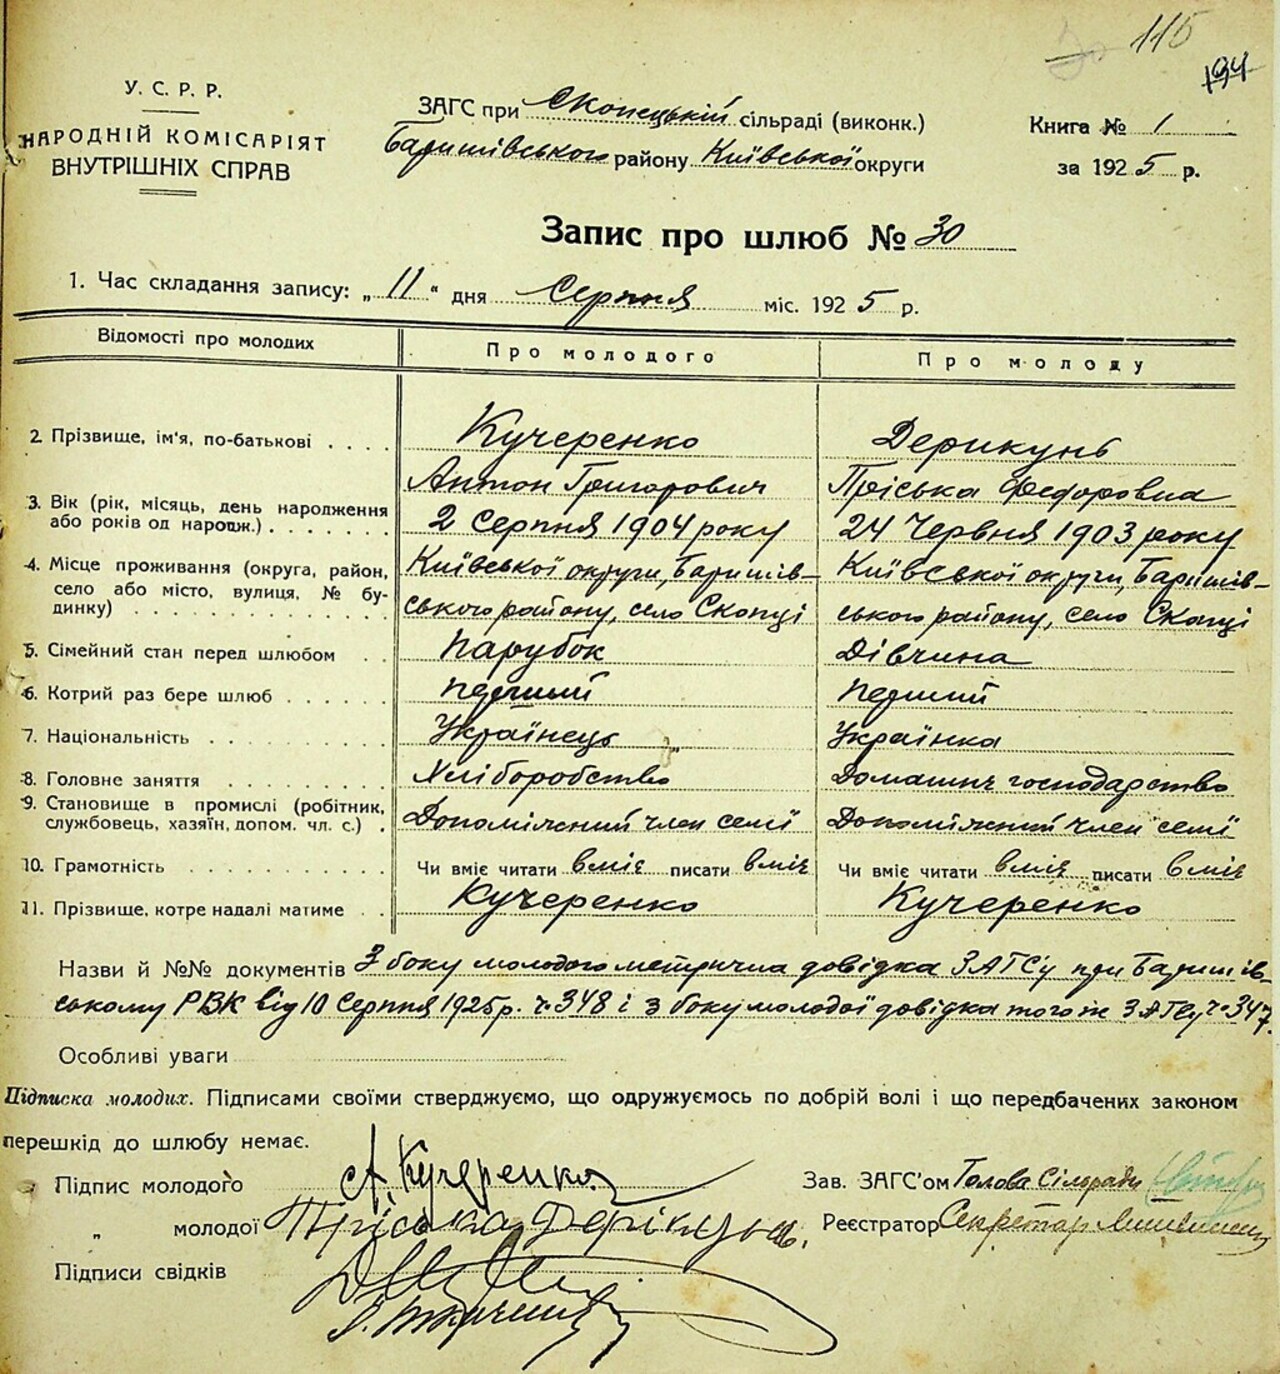 115
194
У. С. Р. Р.
НАРОДНІЙ КОМІСАРІЯТ
ВНУТРІШНІХ СПРАВ
ЗАГС при Скопецькій сільраді (виконк.)
Баришівського району Київської округи
Книга № 1
за 1925 р.
Запис про шлюб № 30
1. Час складання запису: „11“ дня Серпня міс. 1925 р.
Відомості про молодих Про молодого Про молоду
2. Прізвище, ім'я, по-батькові . . . . Кучеренко Дерикунь
Антон Григорович Пріська Федоровна
3. Вік (рік, місяць, день народження
або років од нарощж.) . . . . . . . 2 Серпня 1904 року 24 Червня 1903 року
4. Місце проживання (округа, район, Київської округи, Баришів- Київської округи, Баришів-
село або місто, вулиця, № бу-
динку) . . . . . . . . . . . . ського району, село Скопці ського району, село Скопці
5. Сімейний стан перед шлюбом . . Парубок Дівчина
6. Котрий раз бере шлюб . . . . . . Перший Перший
7. Національність . . . . . . . . . . Українець Українка
8. Головне заняття . . . . . . . . . Хліборобство Домашнє господарство
9. Становище в промислі (робітник,
службовець, хазяїн, допом. чл. с.) . Допоміжний член семії Допоміжний член семії
10. Грамотність . . . . . . . . . . . Чи вміє читати вміє писати вміє Чи вміє читати вміє писати вміє
11. Прізвище, котре надалі матиме . . Кучеренко Кучеренко
Назви й №№ документів З боку молодого метрична довідка ЗАГС'у при Баришів-
ському РВК від 10 Серпня 1925 р. ч. 348 і з боку молодої довідка того ж ЗАГСу ч. 347.
Особливі уваги
Підписка молодих. Підписами своїми стверджуємо, що одружуємось по добрій волі і що передбачених законом
перешкід до шлюбу немає.
Підпис молодого А. Кучеренко Зав. ЗАГС'ом Голова Сільради
„ молодої Пріська Дерікунь. Реєстратор Секретар
Підписи свідків